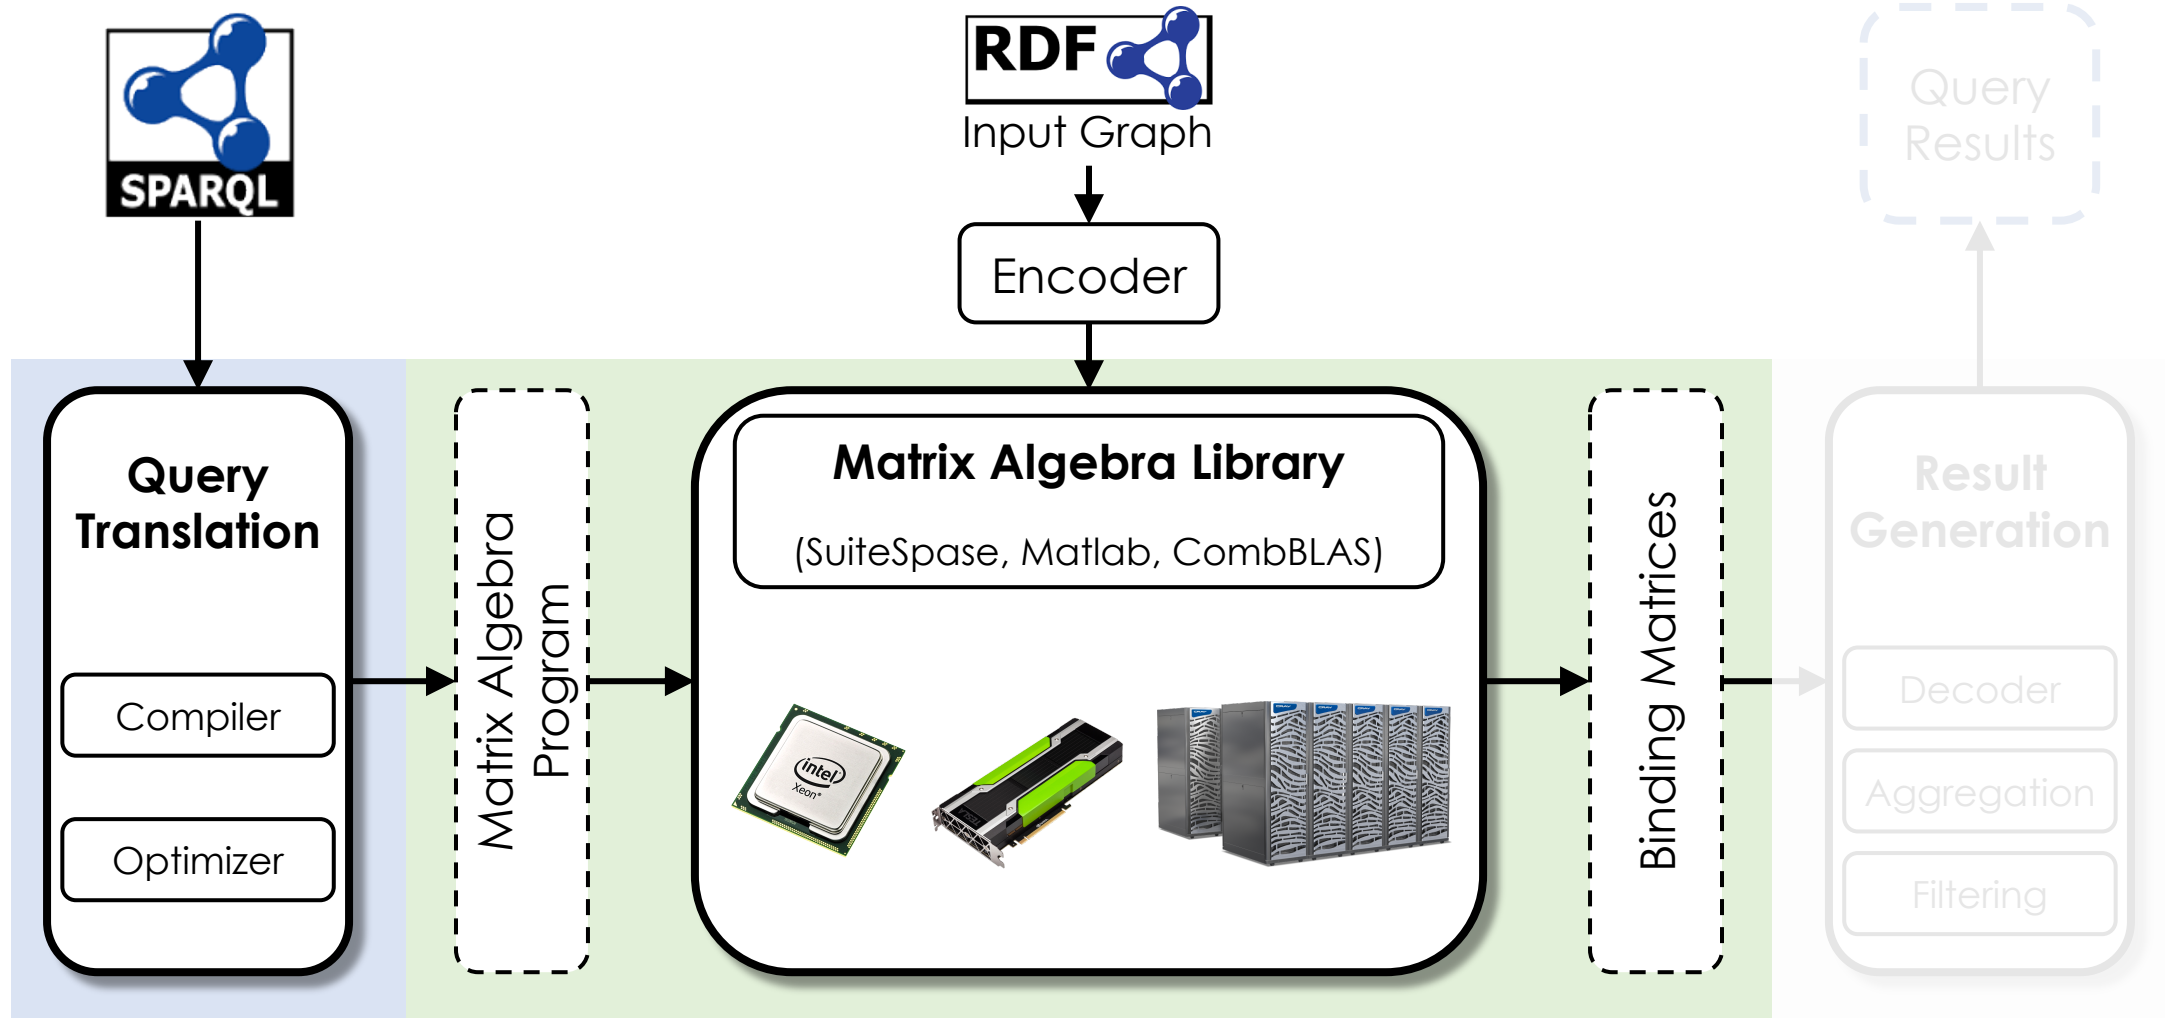 SPARQL
RDF
Input Graph
Encoder
Query
Results
Query
Translation
Compiler
Optimizer
Matrix Algebra
Program
Matrix Algebra Library
(SuiteSpase, Matlab, CombBLAS)
intel
Xeon®
Binding Matrices
Result
Generation
Decoder
Aggregation
Filtering